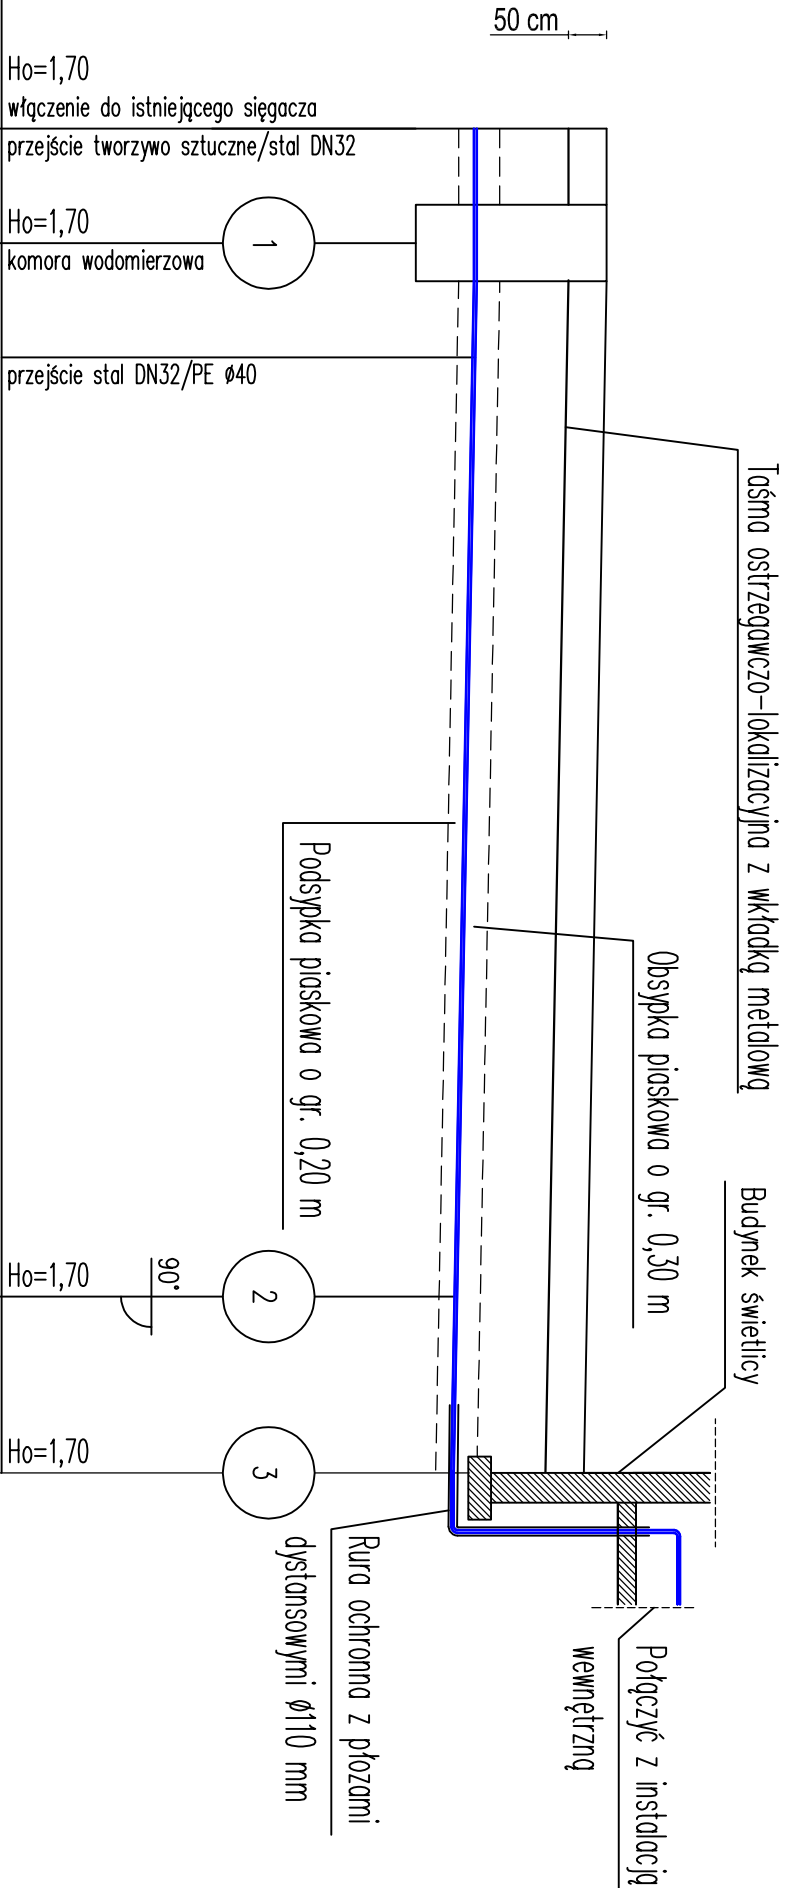 50 cm
Ho=1,70
włączenie do istniejącego sięgacza
przejście tworzywo sztuczne/stal DN32
Ho=1,70
1
komora wodomierzowa
przejście stal DN32/PE ø40
Taśma ostrzegawczo-lokalizacyjna z wkładką metalową
Podsypka piaskowa o gr. 0,20 m
Obsypka piaskowa o gr. 0,30 m
Budynek świetlicy
Ho=1,70
90°
2
Ho=1,70
3
Rura ochronna z płozami
dystansowymi ø110 mm
Połączyć z instalacją
wewnętrzną